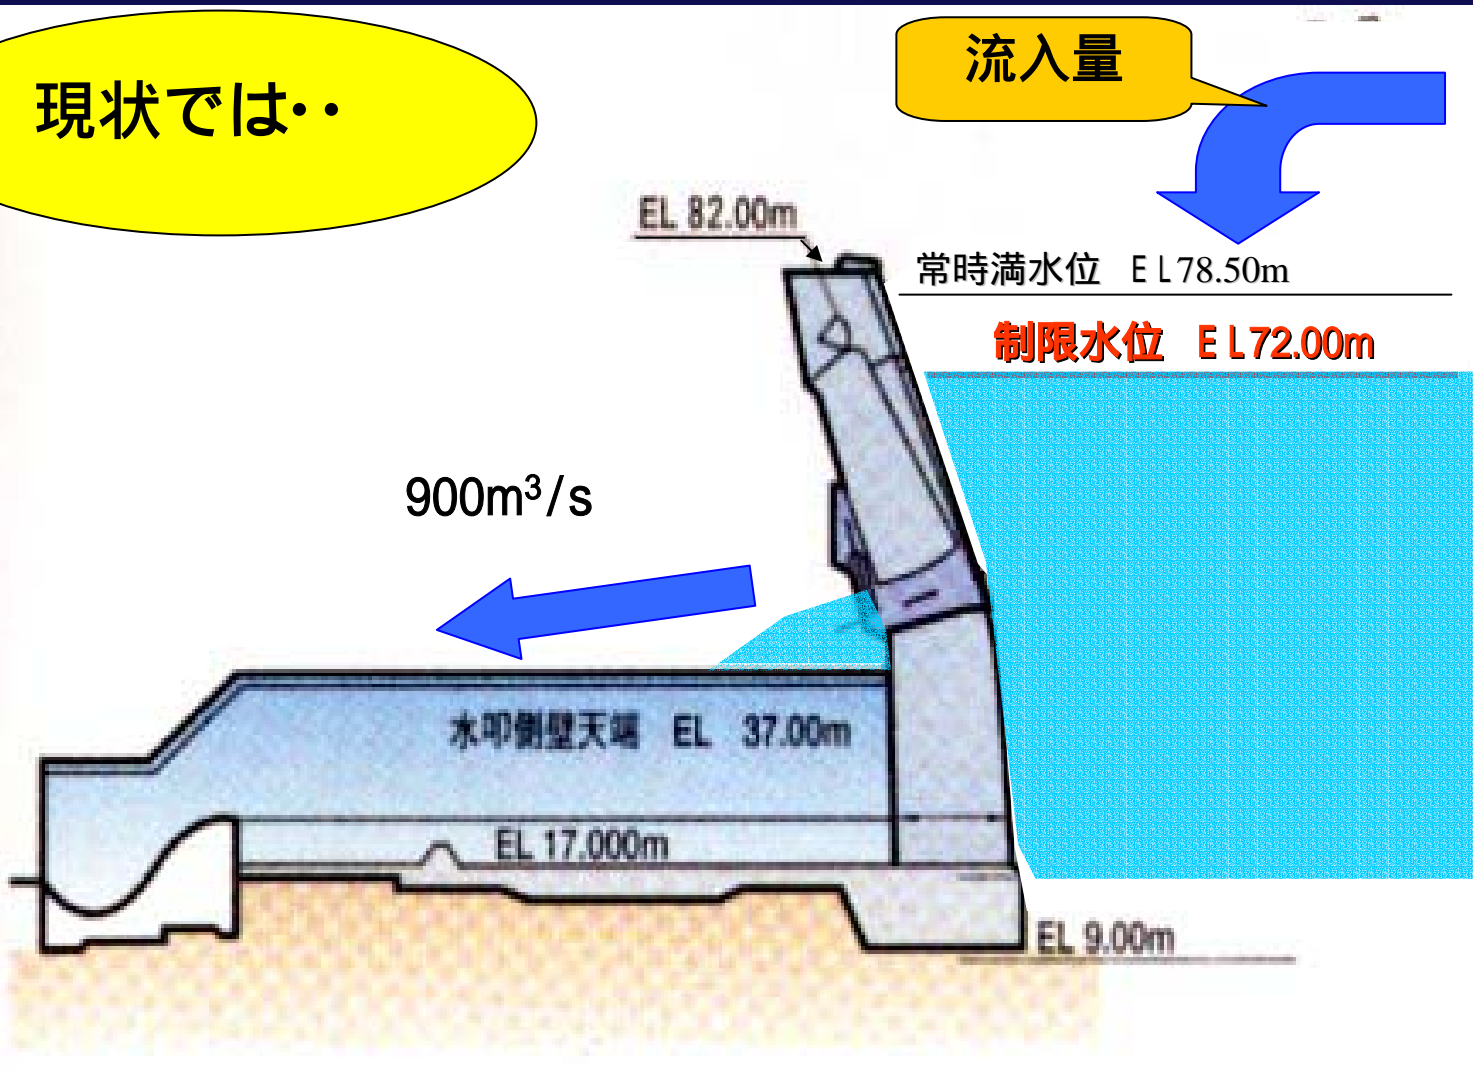 現状では・・
流入量
EL 82.00m
常時満水位 EL78.50m
制限水位 EL72.00m
900m³/s
水叩側壁天端 EL 37.00m
EL 17.000m
EL 9.00m